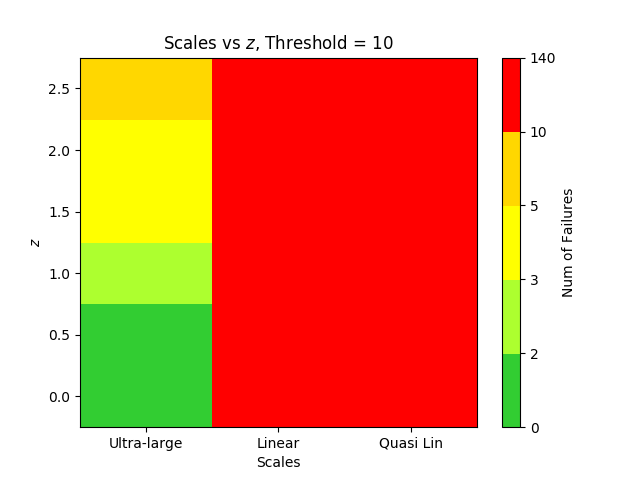 Scales vs z, Threshold = 10
2.5
2.0
1.5
1.0
0.5
0.0
z
Ultra-large Linear Quasi Lin
Scales
140
10
5
3
2
0
Num of Failures